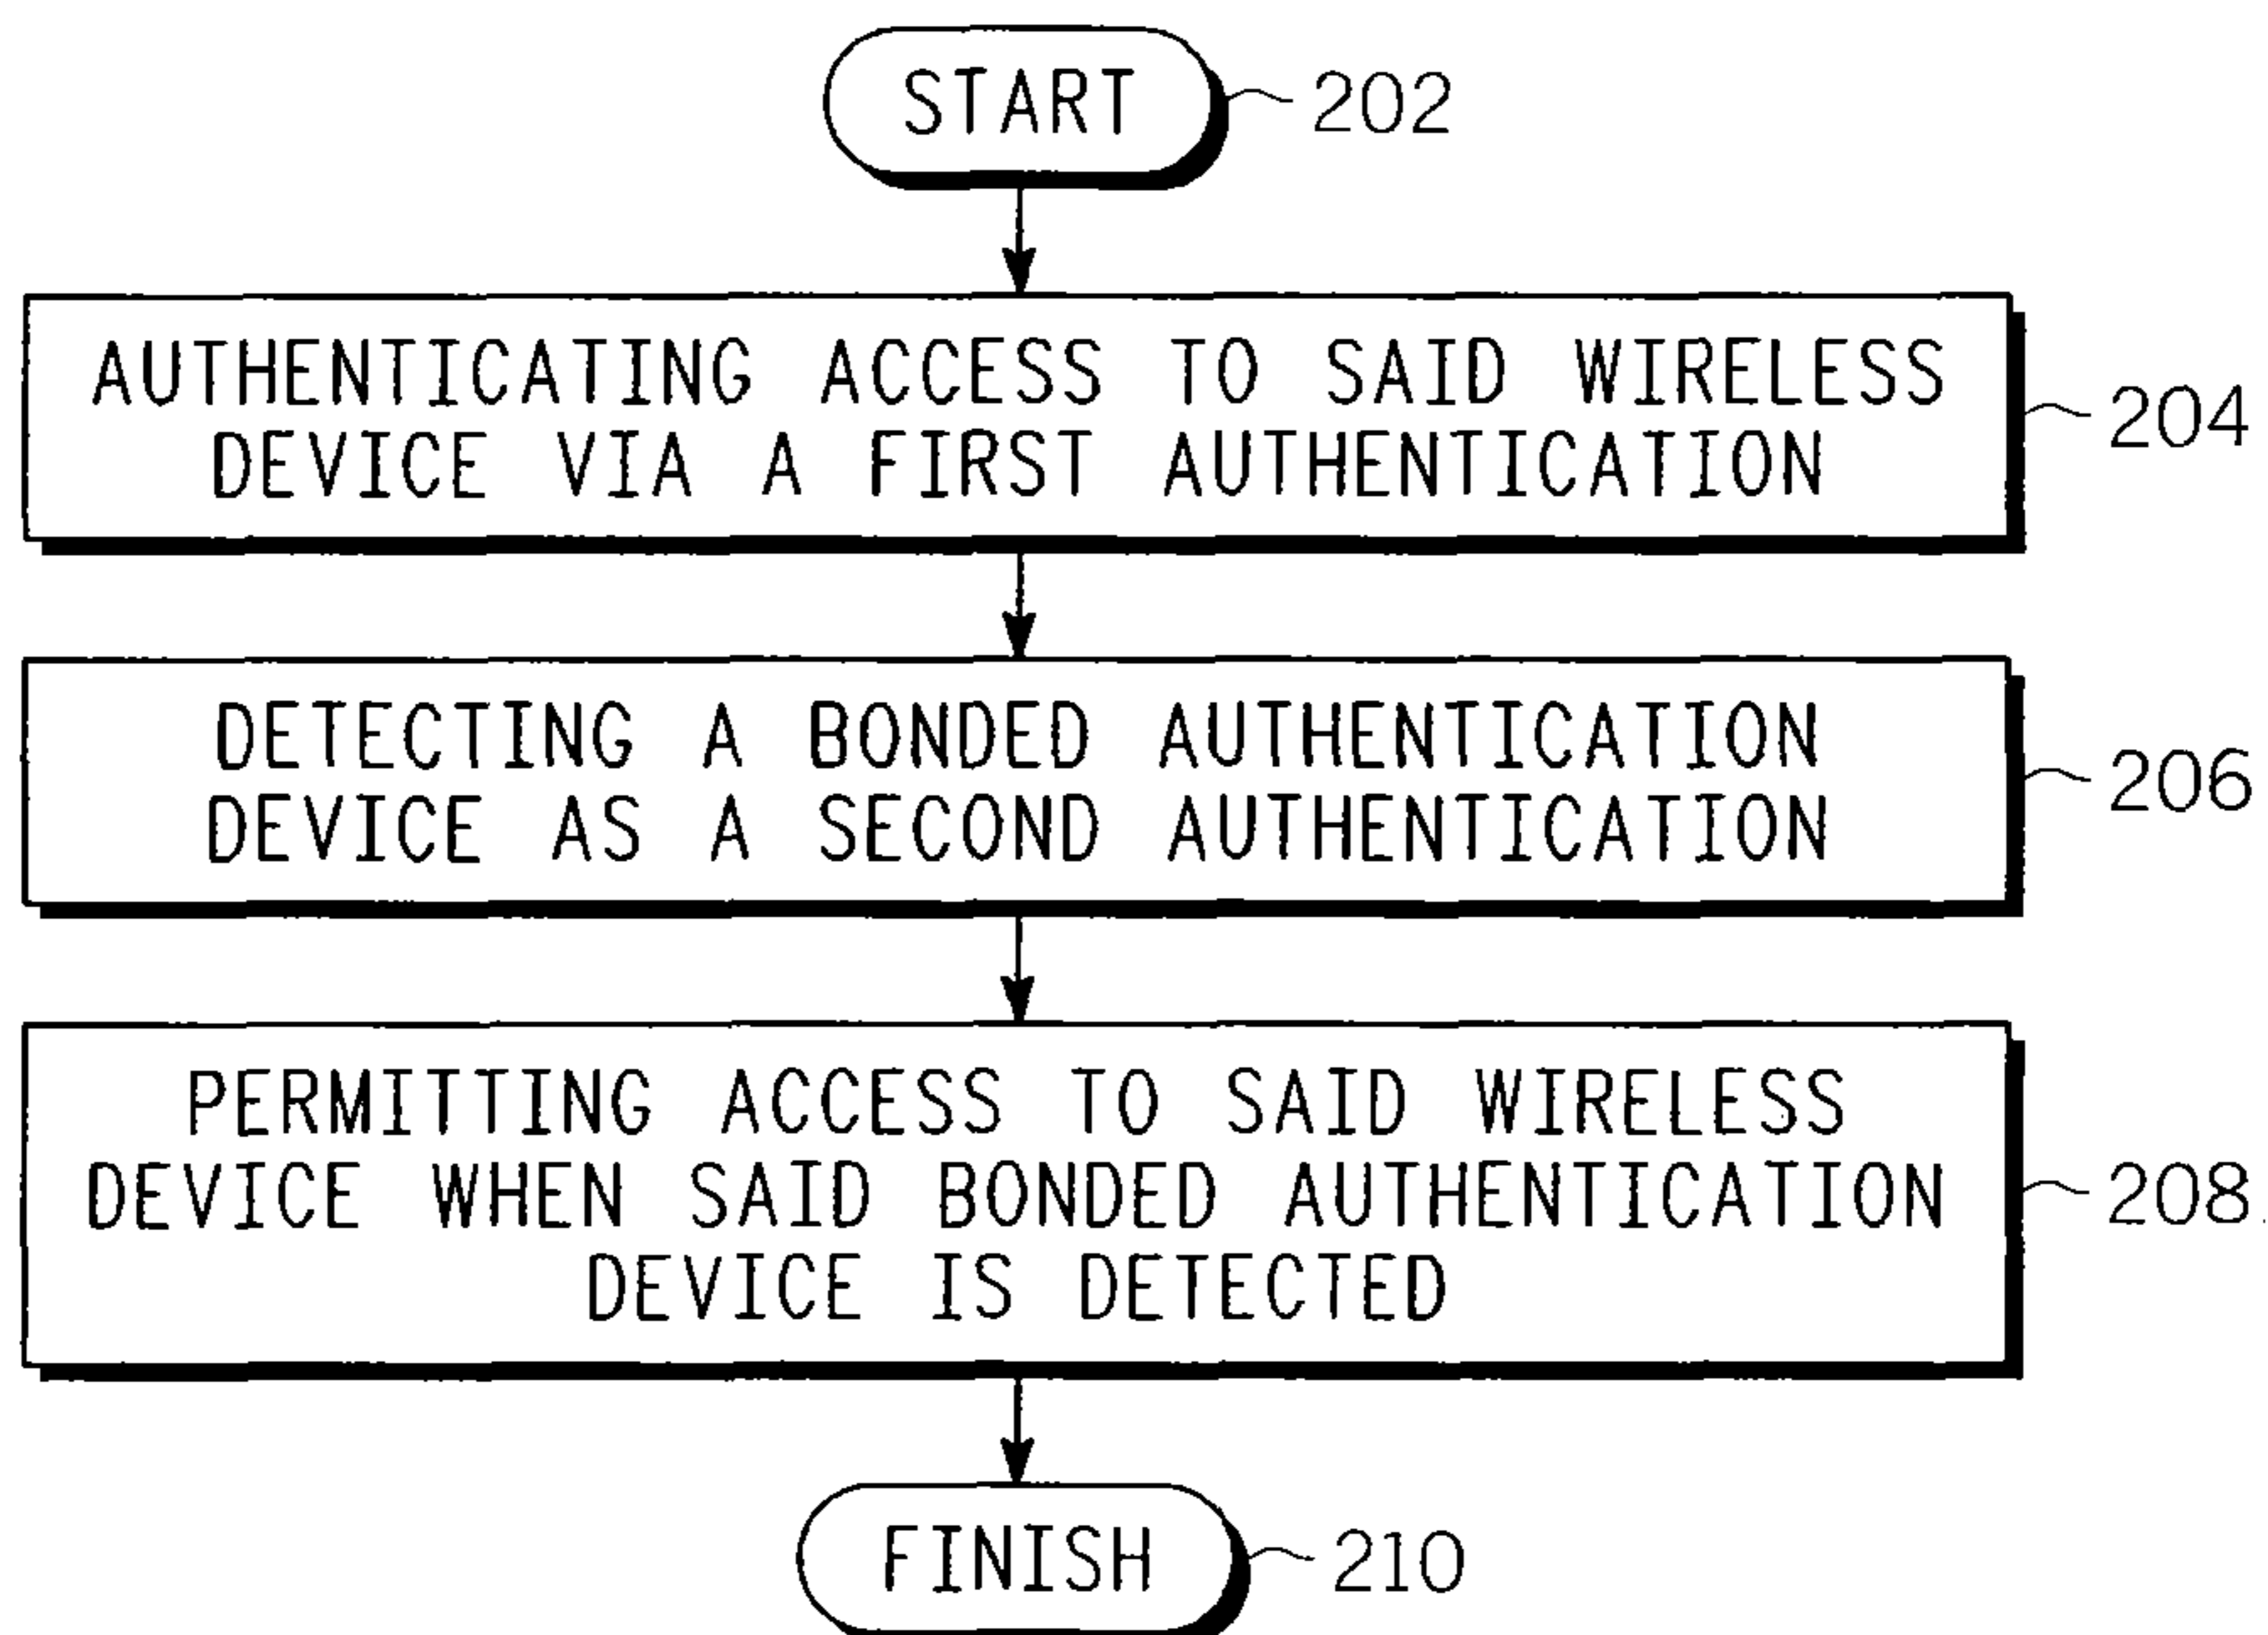 START 202
AUTHENTICATING ACCESS TO SAID WIRELESS
DEVICE VIA A FIRST AUTHENTICATION
204
DETECTING A BONDED AUTHENTICATION
DEVICE AS A SECOND AUTHENTICATION
206
PERMITTING ACCESS TO SAID WIRELESS
DEVICE WHEN SAID BONDED AUTHENTICATION
DEVICE IS DETECTED
208
FINISH 210